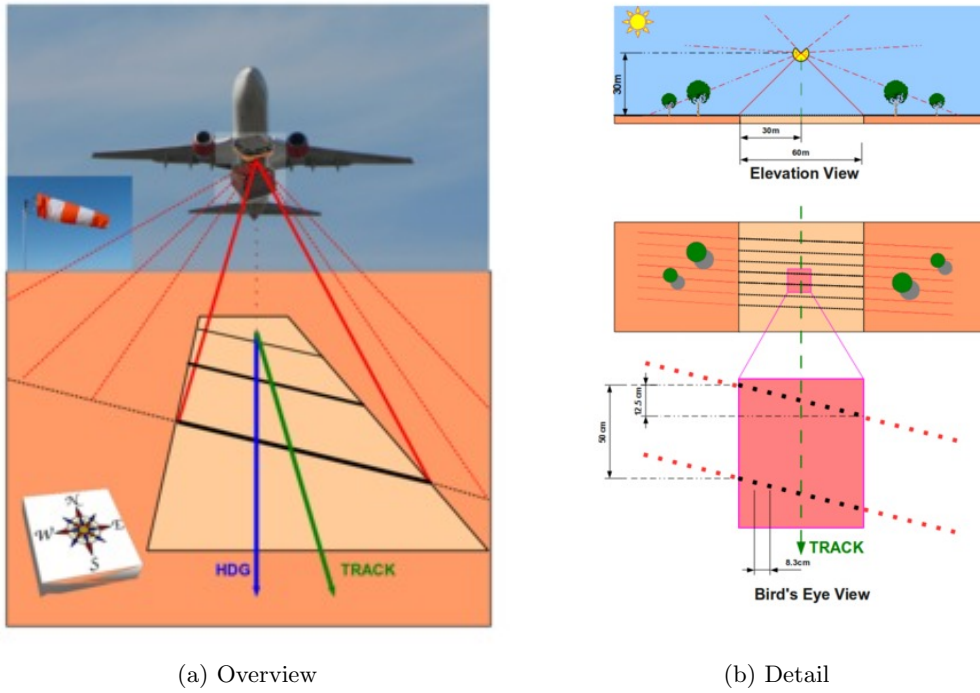 N
W
E
S
HDG
TRACK
(a) Overview
30m
30m
60m
Elevation View
12.5 cm
50 cm
TRACK
8.3cm
Bird's Eye View
(b) Detail